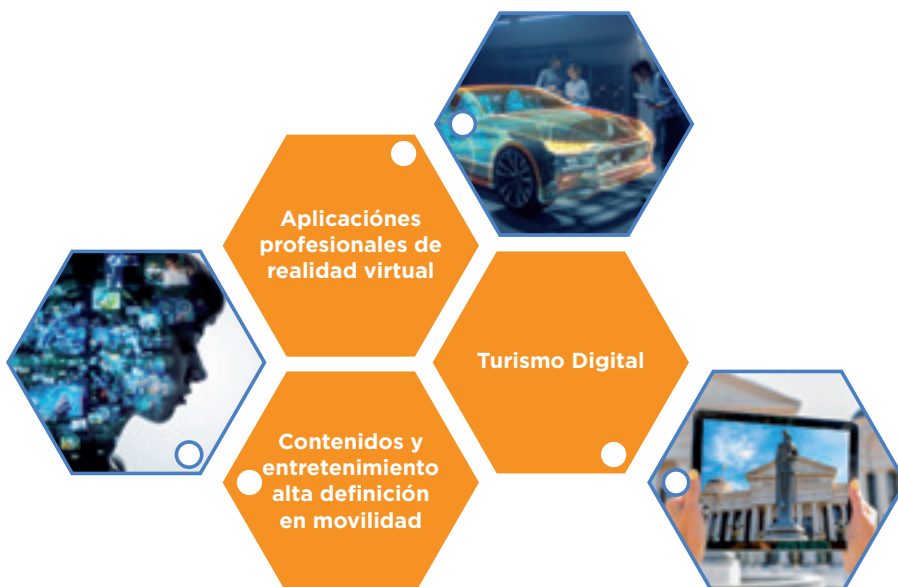 Aplicaciónes
profesionales de
realidad virtual
Turismo Digital
Contenidos y
entretenimiento
alta definición
en movilidad